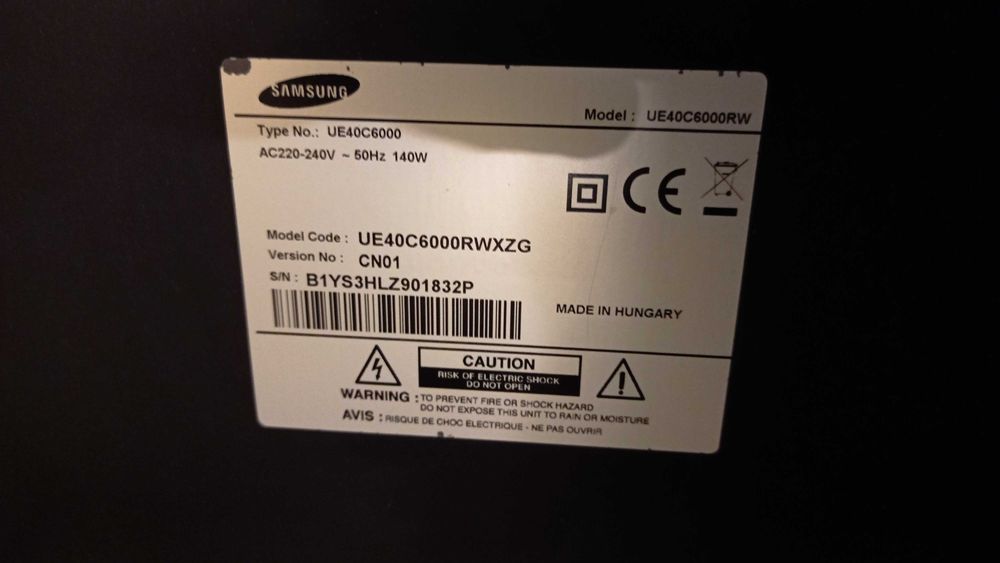 SAMSUNG
Model : UE40C6000RW
Type No.: UE40C6000
AC220-240V ~ 50Hz 140W
CE
Model Code : UE40C6000RWXZG
Version No : CN01
S/N : B1YS3HLZ901832P
MADE IN HUNGARY
CAUTION
RISK OF ELECTRIC SHOCK
DO NOT OPEN
WARNING : TO PREVENT FIRE OR SHOCK HAZARD
DO NOT EXPOSE THIS UNIT TO RAIN OR MOISTURE
AVIS : RISQUE DE CHOC ELECTRIQUE - NE PAS OUVRIR